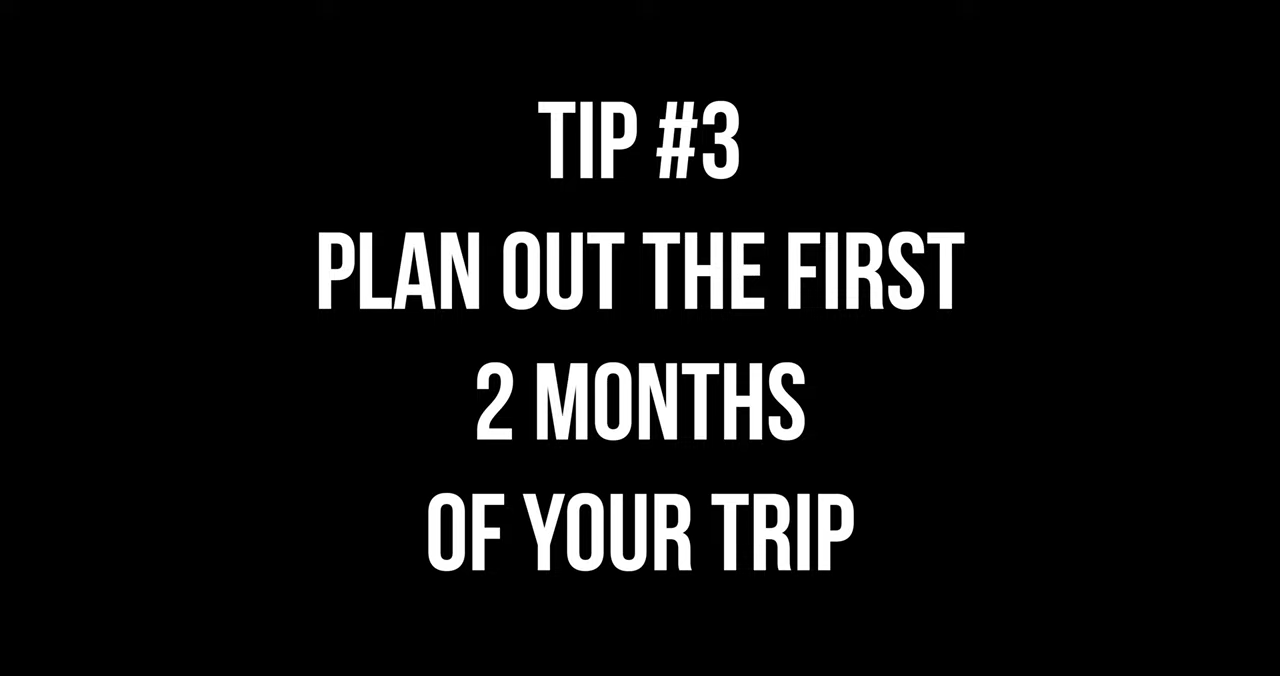 TIP #3
PLAN OUT THE FIRST
2 MONTHS
OF YOUR TRIP